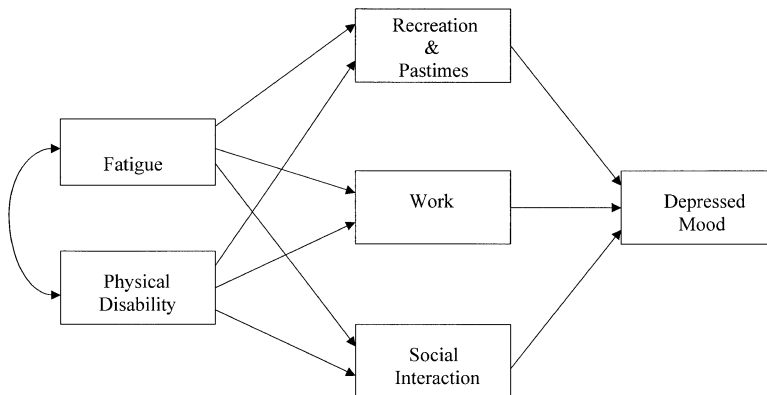 Recreation
&
Pastimes
Fatigue
Work
Depressed
Mood
Physical
Disability
Social
Interaction